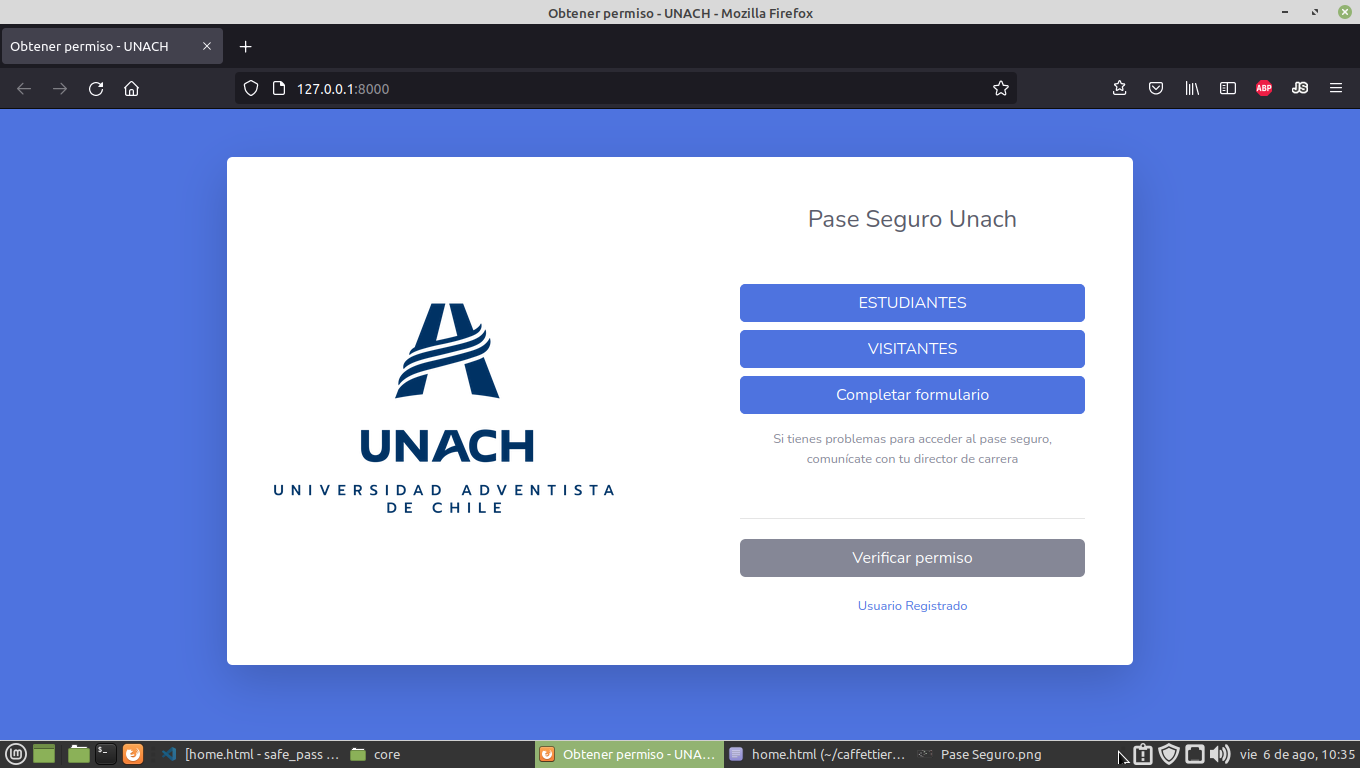 Obtener permiso - UNACH - Mozilla Firefox
Obtener permiso - UNACH
127.0.0.1:8000
ABP
JS
Pase Seguro Unach
ESTUDIANTES
VISITANTES
Completar formulario
Si tienes problemas para acceder al pase seguro,
comunícate con tu director de carrera
Verificar permiso
Usuario Registrado
UNACH
UNIVERSIDAD ADVENTISTA
DE CHILE
[home.html - safe_pass ...
core
Obtener permiso - UNA...
home.html (~/caffettier...
Pase Seguro.png
vie 6 de ago, 10:35